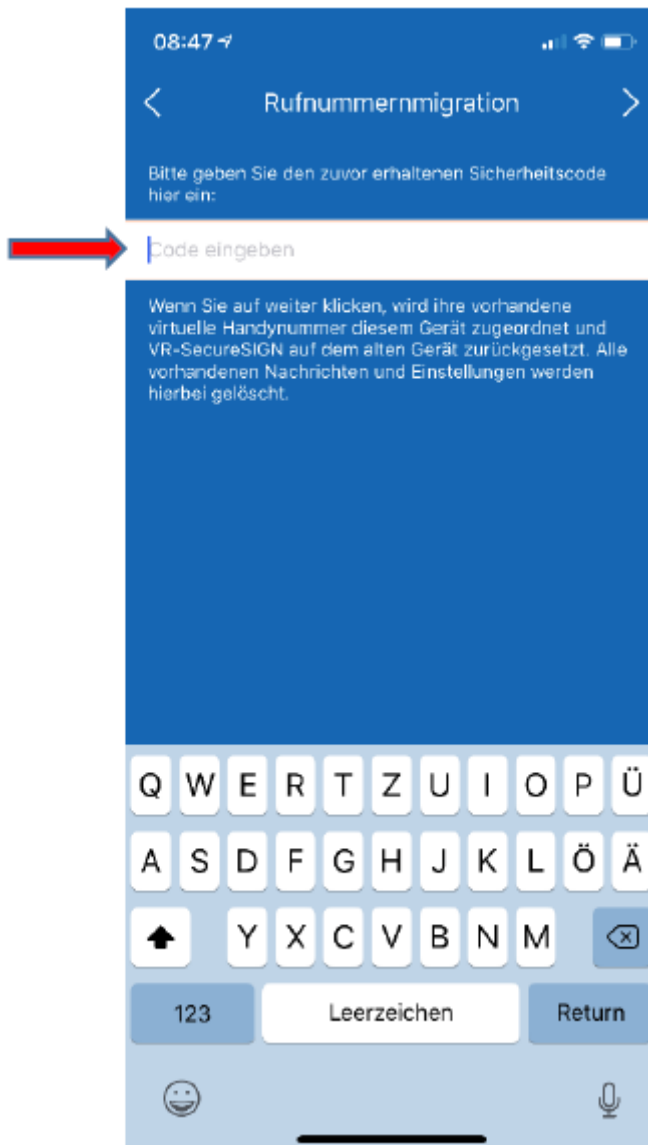 08:47
Rufnummernmigration
Bitte geben Sie den zuvor erhaltenen Sicherheitscode
hier ein:
Code eingeben
Wenn Sie auf weiter klicken, wird ihre vorhandene
virtuelle Handynummer diesem Gerät zugeordnet und
VR-SecureSIGN auf dem alten Gerät zurückgesetzt. Alle
vorhandenen Nachrichten und Einstellungen werden
hierbei gelöscht.
Q W E R T Z U I O P Ü
A S D F G H J K L Ö Ä
Y X C V B N M
123 Leerzeichen Return